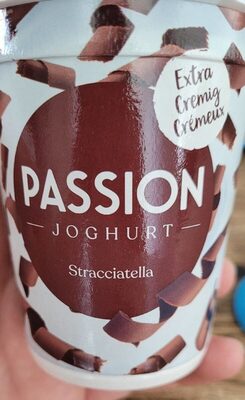 Extra
Cremig
Crémeux
PASSION
JOGHURT
Stracciatella